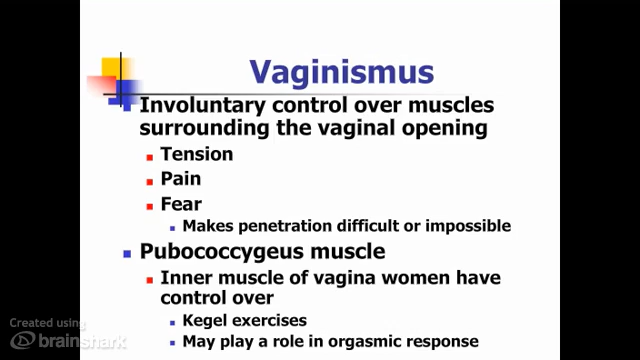 Vaginismus
Involuntary control over muscles
surrounding the vaginal opening
Tension
Pain
Fear
Makes penetration difficult or impossible
Pubococcygeus muscle
Inner muscle of vagina women have
control over
Kegel exercises
May play a role in orgasmic response
Created using
brainshark